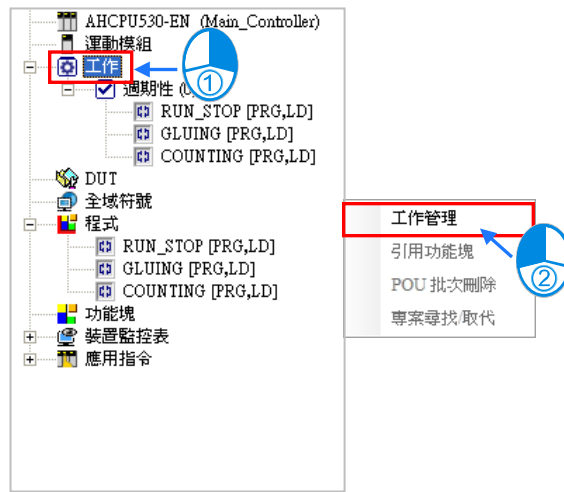 AHCPU530-EN (Main_Controller)
運動模組
工作
①
週期性 (0)
RUN_STOP [PRG,LD]
GLUING [PRG,LD]
COUNTING [PRG,LD]
DUT
全域符號
程式
RUN_STOP [PRG,LD]
GLUING [PRG,LD]
COUNTING [PRG,LD]
功能塊
裝置監控表
應用指令
工作管理
引用功能塊
②
POU 批次刪除
專案尋找/取代